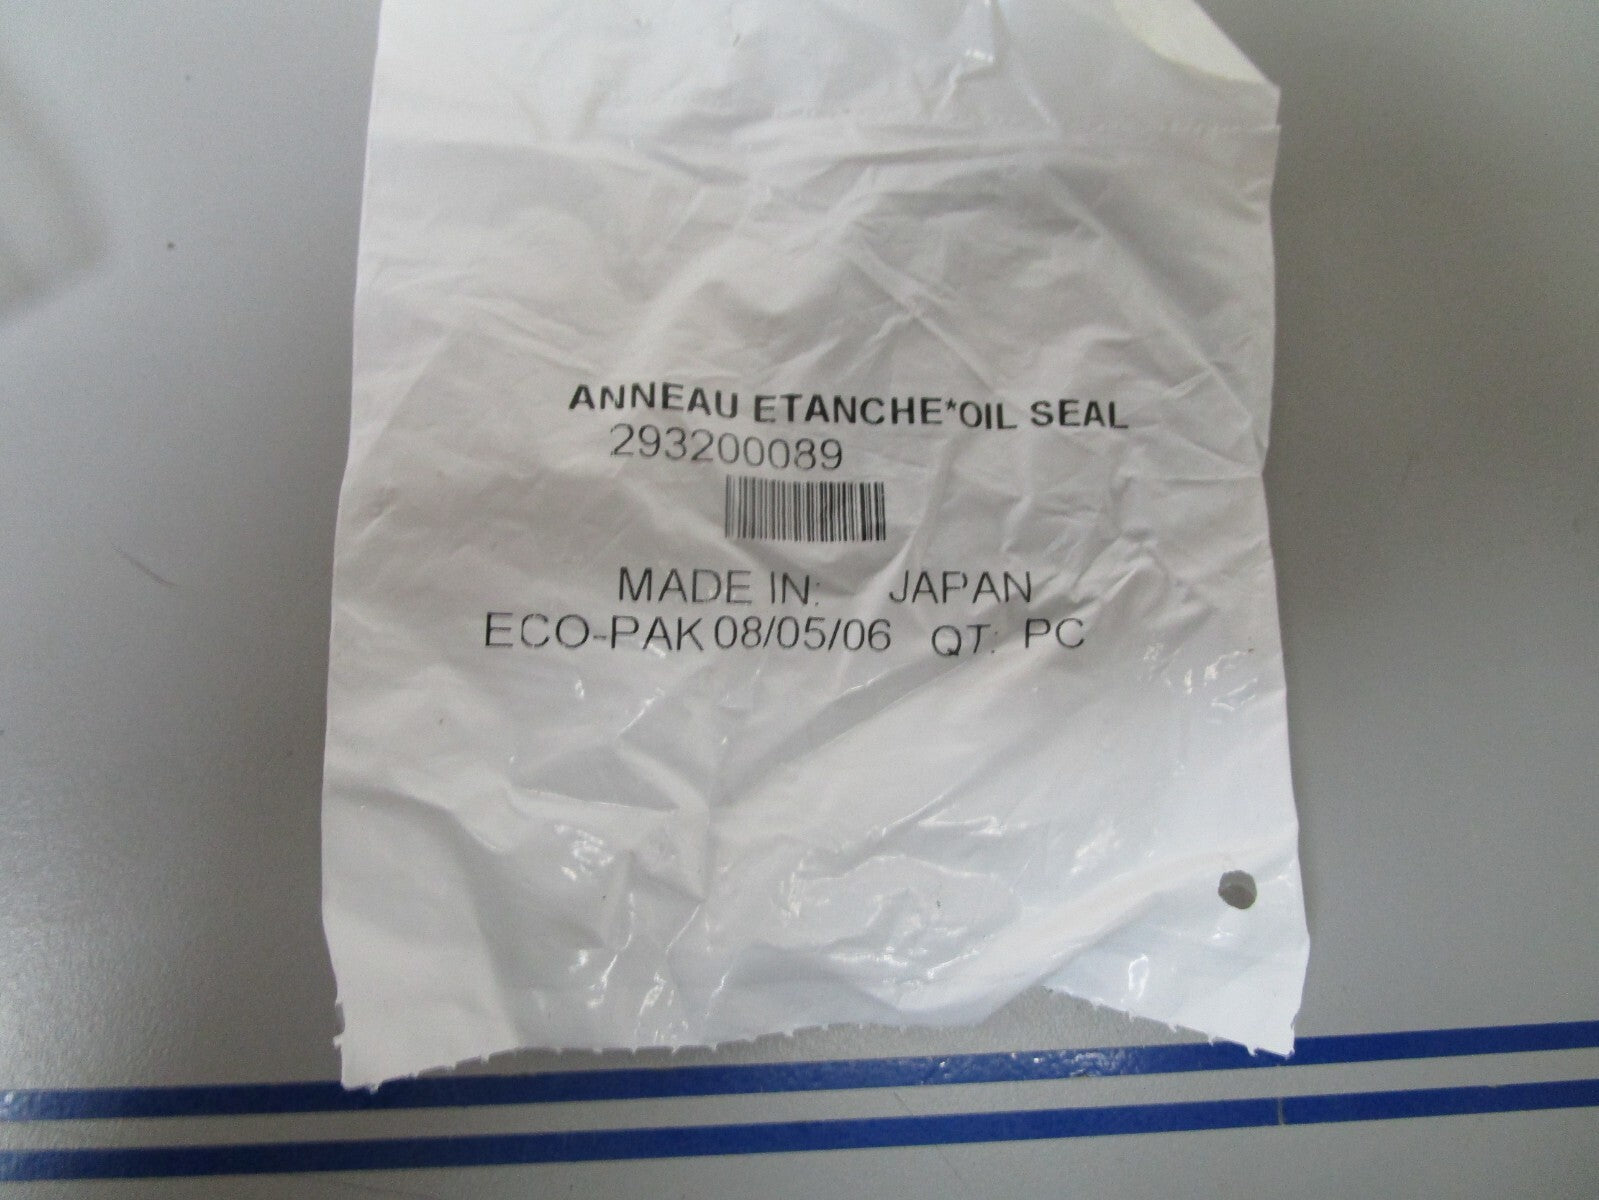 ANNEAU ETANCHE*OIL SEAL
293200089
MADE IN: JAPAN
ECO-PAK 08/05/06 QT: PC